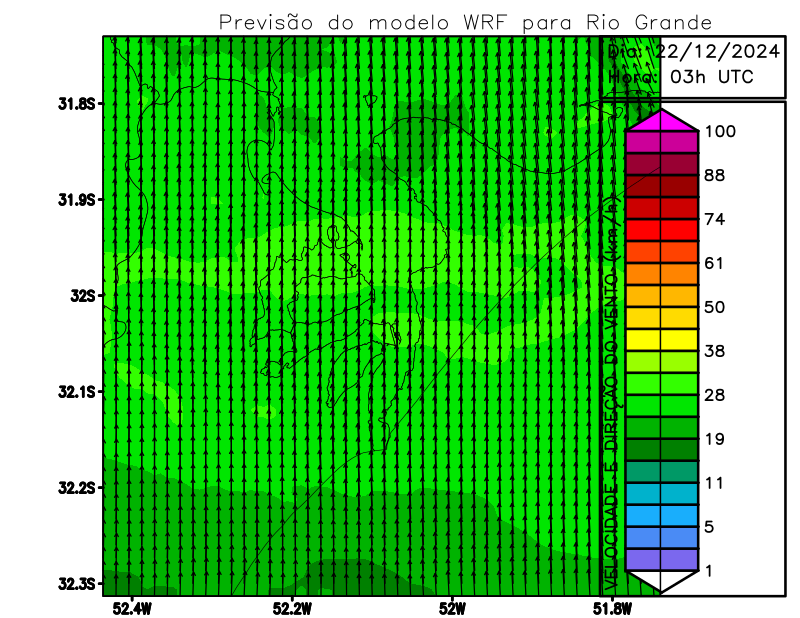 Previsão do modelo WRF para Rio Grande
Dia: 22/12/2024
Hora: 03h UTC
31.8S
31.9S
32S
32.1S
32.2S
32.3S
52.4W
52.2W
52W
51.8W
VELOCIDADE E DIREÇÃO DO VENTO (km/h)
100
88
74
61
50
38
28
19
11
5
1